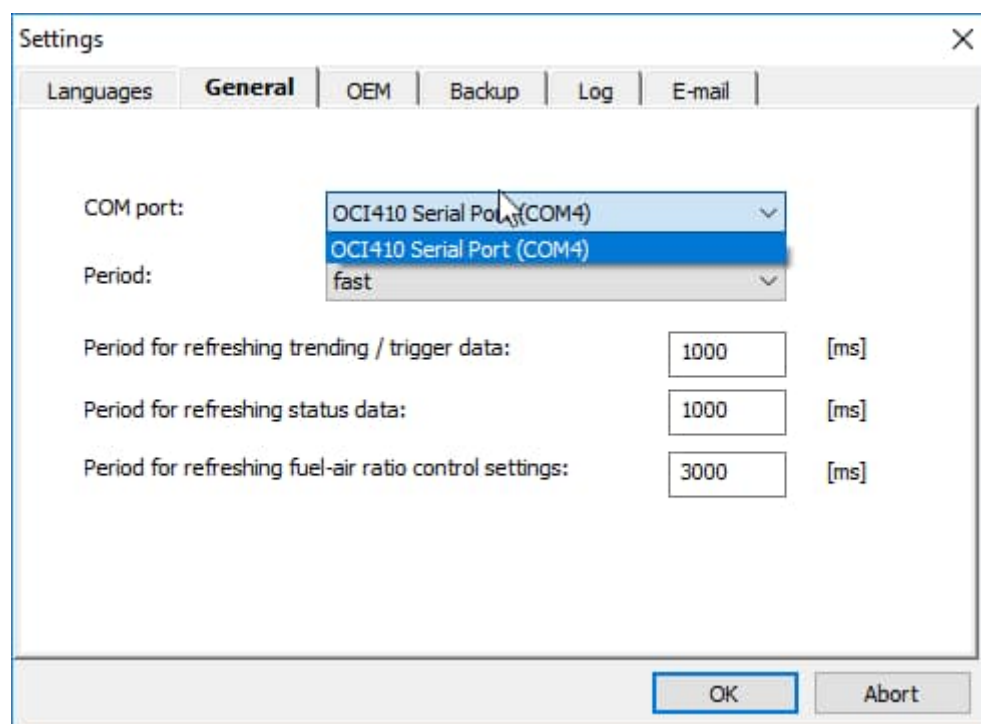 Settings
Languages General OEM Backup Log E-mail
COM port: OCI410 Serial Port (COM4)
OCI410 Serial Port (COM4)
Period: fast
Period for refreshing trending / trigger data: 1000 [ms]
Period for refreshing status data: 1000 [ms]
Period for refreshing fuel-air ratio control settings: 3000 [ms]
OK Abort